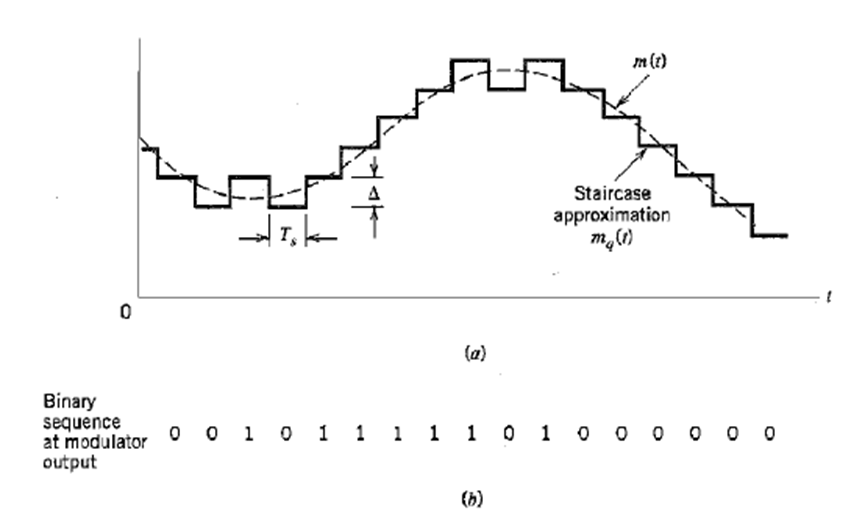 m(t)
Δ
Staircase
approximation
m_q(t)
T_s
0
t
(a)
Binary
sequence
at modulator
output
0 0 1 0 1 1 1 1 1 0 1 0 0 0 0 0 0
(b)